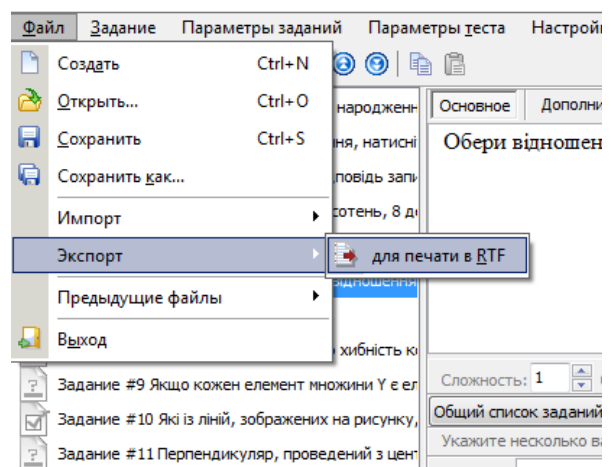 Файл Задание Параметры заданий Параметры теста Настрой
Создать Ctrl+N
Открыть... Ctrl+O
народженн Основное Дополни
Сохранить Ctrl+S
ня, натисні Обери відношен
Сохранить как...
повідь запи
Импорт
сотень, 8 де
Экспорт для печати в RTF
відношення
Предыдущие файлы
Выход
хибність ко
Задание #9 Якщо кожен елемент множини Y є ел
Сложность: 1
Задание #10 Які із ліній, зображених на рисунку,
Общий список заданий
Задание #11 Перпендикуляр, проведений з цент
Укажите несколько ва